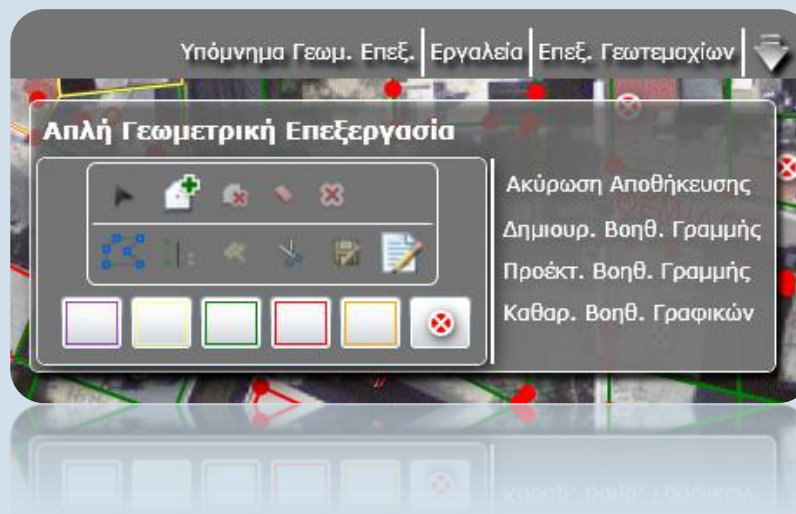 Υπόμνημα Γεωμ. Επεξ. Εργαλεία Επεξ. Γεωτεμαχίων
Απλή Γεωμετρική Επεξεργασία
Ακύρωση Αποθήκευσης
Δημιουρ. Βοηθ. Γραμμής
Προέκτ. Βοηθ. Γραμμής
Καθαρ. Βοηθ. Γραφικών